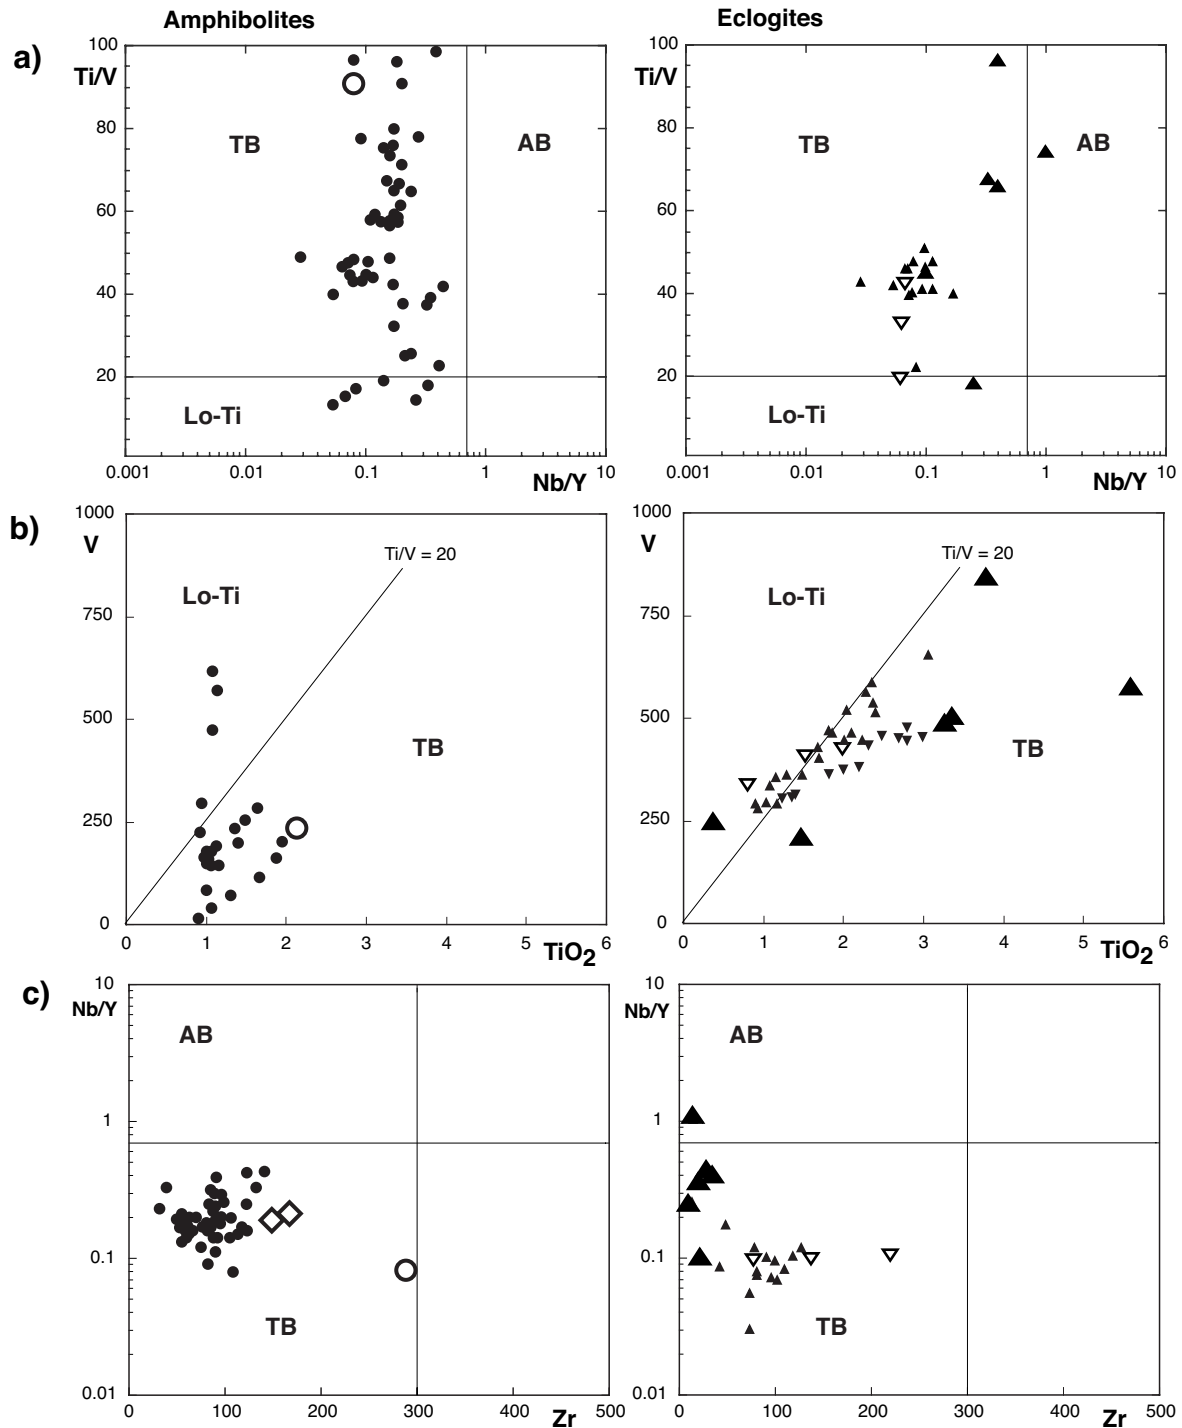 Amphibolites
Eclogites
a)
100
Ti/V
80
60
40
20
TB
AB
Lo-Ti
0.001
0.01
0.1
1
10
Nb/Y
100
Ti/V
80
60
40
20
TB
AB
Lo-Ti
0.001
0.01
0.1
1
10
Nb/Y
b)
1000
V
750
500
250
0
Ti/V = 20
Lo-Ti
TB
0
1
2
3
4
5
6
TiO2
1000
V
750
500
250
0
Ti/V = 20
Lo-Ti
TB
0
1
2
3
4
5
6
TiO2
c)
10
Nb/Y
1
0.1
0.01
AB
TB
0
100
200
300
400
500
Zr
10
Nb/Y
1
0.1
0.01
AB
TB
0
100
200
300
400
500
Zr